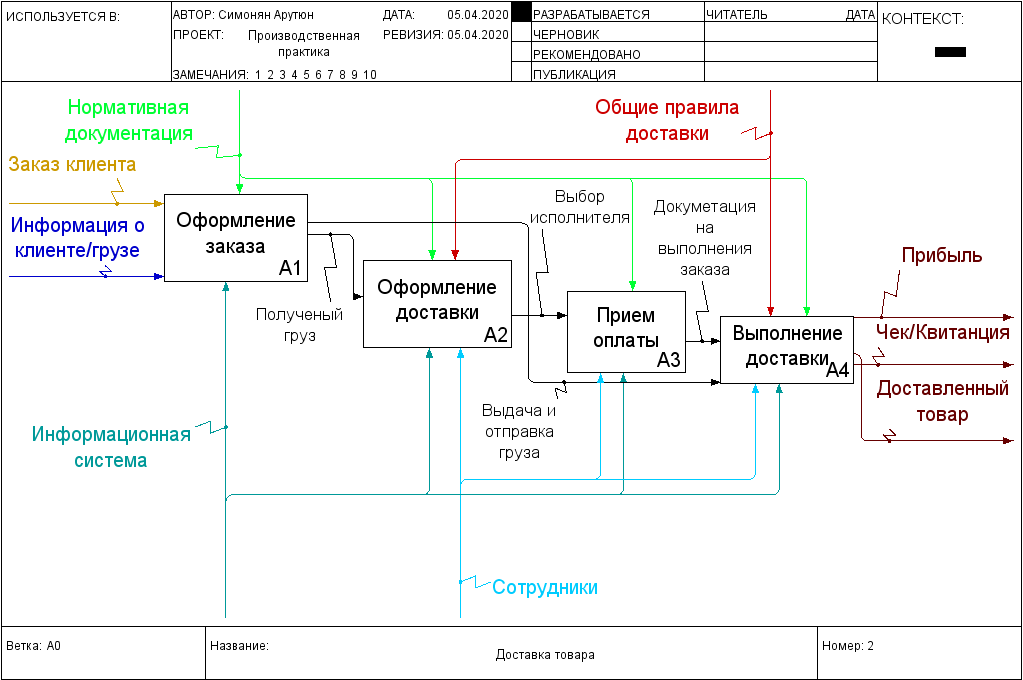 ИСПОЛЬЗУЕТСЯ В:
АВТОР: Симонян Арутюн
ДАТА: 05.04.2020
ПРОЕКТ: Производственная
практика
РЕВИЗИЯ: 05.04.2020
ЗАМЕЧАНИЯ: 1 2 3 4 5 6 7 8 9 10
РАЗРАБАТЫВАЕТСЯ
ЧЕРНОВИК
РЕКОМЕНДОВАНО
ПУБЛИКАЦИЯ
ЧИТАТЕЛЬ
ДАТА
КОНТЕКСТ:
Нормативная
документация
Общие правила
доставки
Заказ клиента
Информация о
клиенте/грузе
Оформление
заказа
A1
Выбор
исполнителя
Докуметация
на
выполнения
заказа
Прибыль
Оформление
доставки
A2
Полученый
груз
Прием
оплаты
A3
Выполнение
доставки
A4
Чек/Квитанция
Доставленный
товар
Выдача и
отправка
груза
Информационная
система
Сотрудники
Ветка: A0
Название:
Доставка товара
Номер: 2